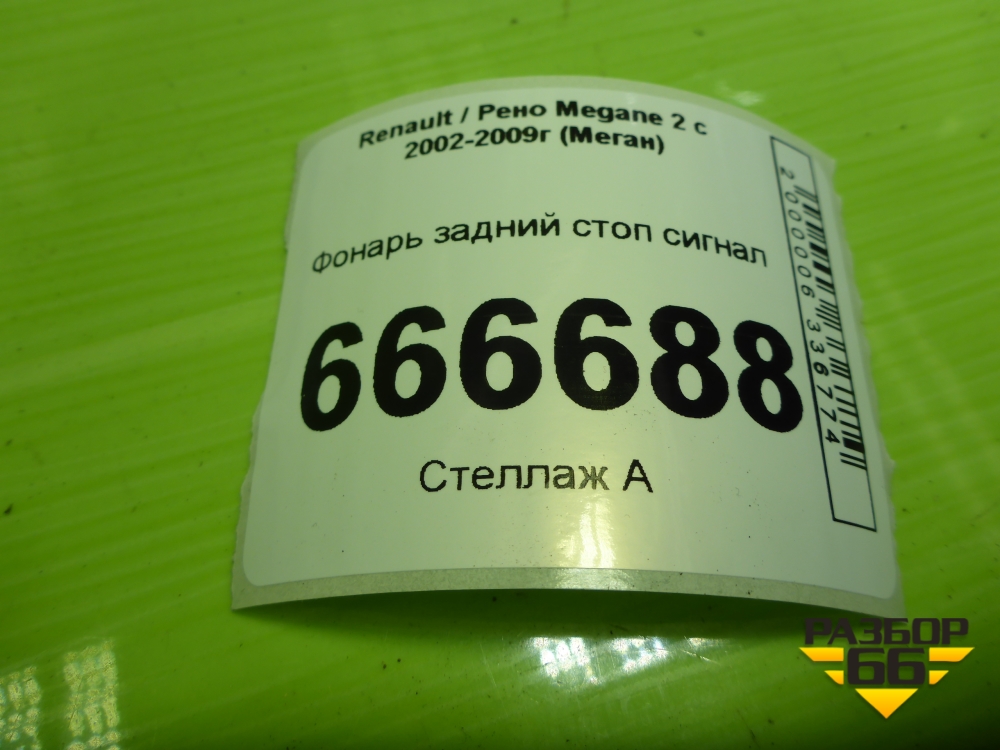 Renault / Рено Megane 2 с
2002-2009г (Меган)
Фонарь задний стоп сигнал
666688
Стеллаж А
2000006336774
РАЗБОР
66